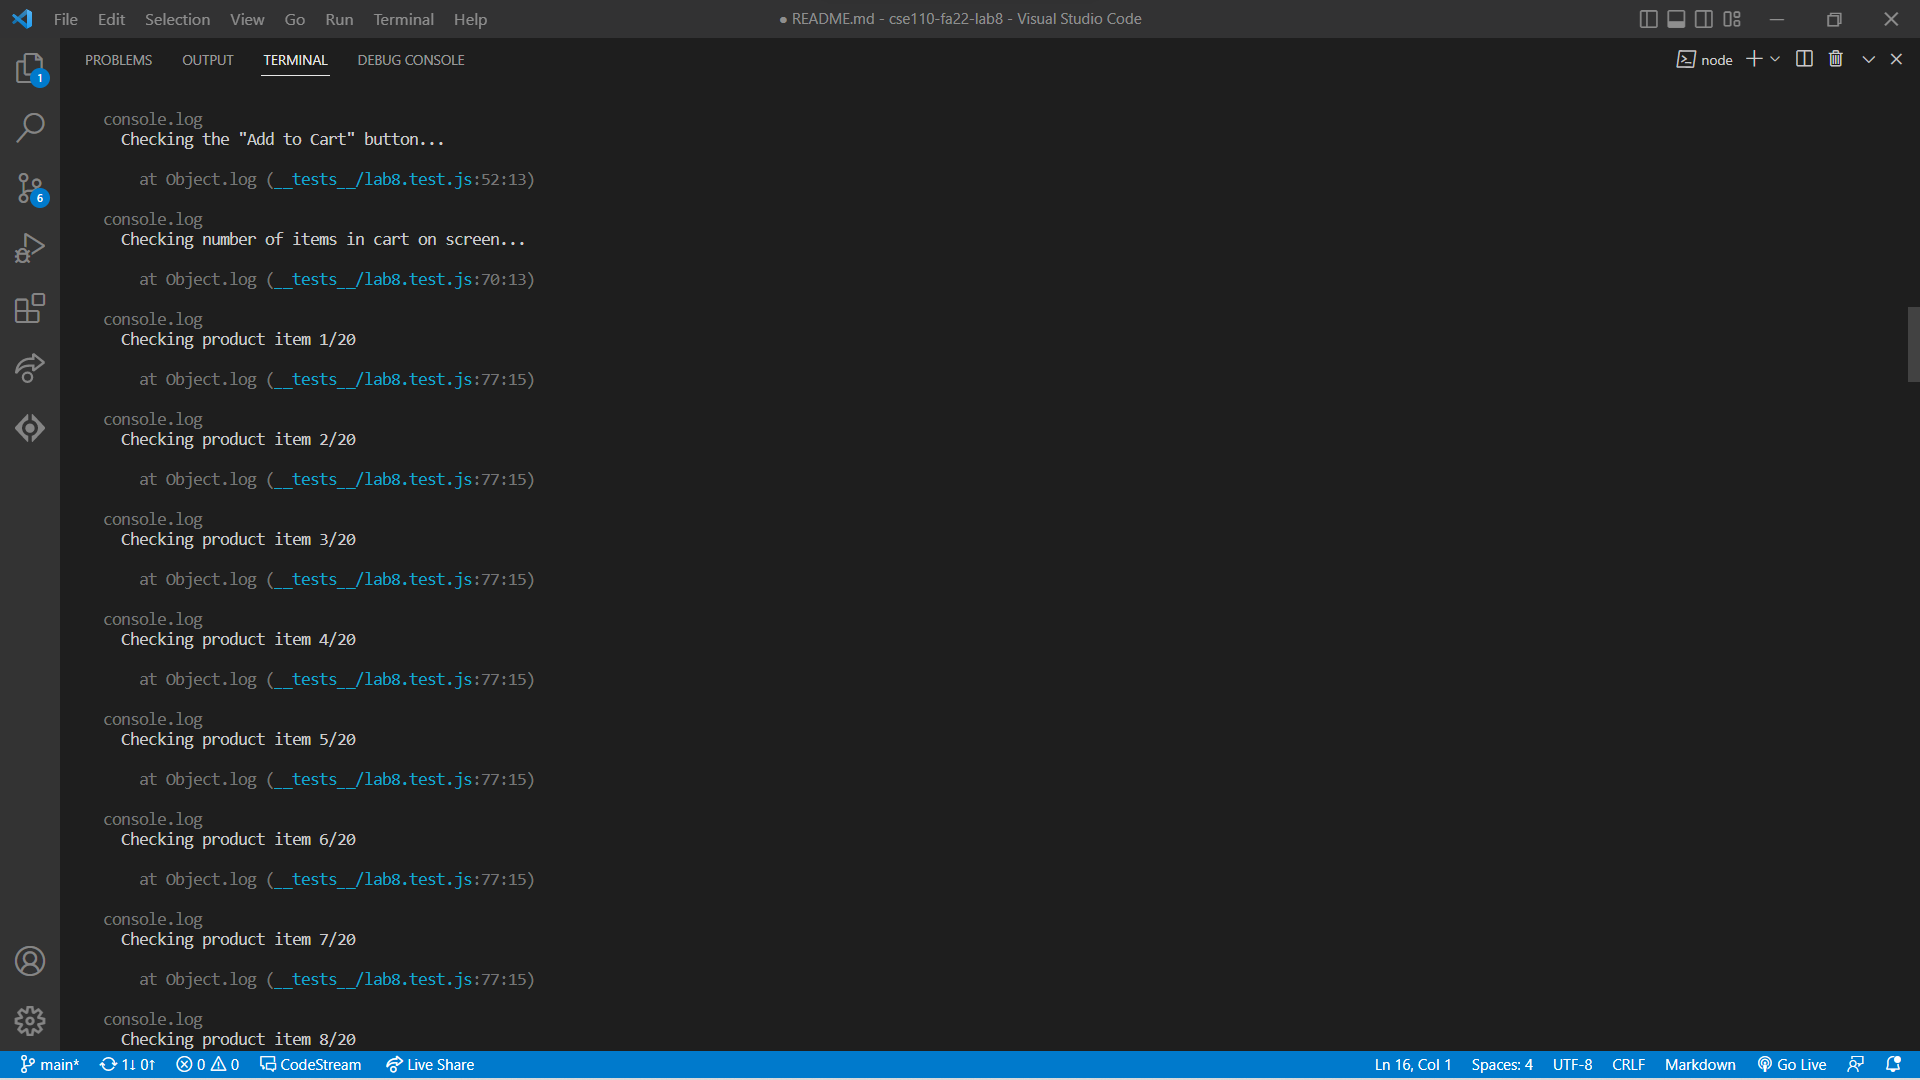 File Edit Selection View Go Run Terminal Help
● README.md - cse110-fa22-lab8 - Visual Studio Code
PROBLEMS OUTPUT TERMINAL DEBUG CONSOLE
node
1
6
console.log
Checking the "Add to Cart" button...
at Object.log (__tests__/lab8.test.js:52:13)
console.log
Checking number of items in cart on screen...
at Object.log (__tests__/lab8.test.js:70:13)
console.log
Checking product item 1/20
at Object.log (__tests__/lab8.test.js:77:15)
console.log
Checking product item 2/20
at Object.log (__tests__/lab8.test.js:77:15)
console.log
Checking product item 3/20
at Object.log (__tests__/lab8.test.js:77:15)
console.log
Checking product item 4/20
at Object.log (__tests__/lab8.test.js:77:15)
console.log
Checking product item 5/20
at Object.log (__tests__/lab8.test.js:77:15)
console.log
Checking product item 6/20
at Object.log (__tests__/lab8.test.js:77:15)
console.log
Checking product item 7/20
at Object.log (__tests__/lab8.test.js:77:15)
console.log
Checking product item 8/20
main* 1↓ 0↑ 0 0 CodeStream Live Share
Ln 16, Col 1 Spaces: 4 UTF-8 CRLF Markdown Go Live